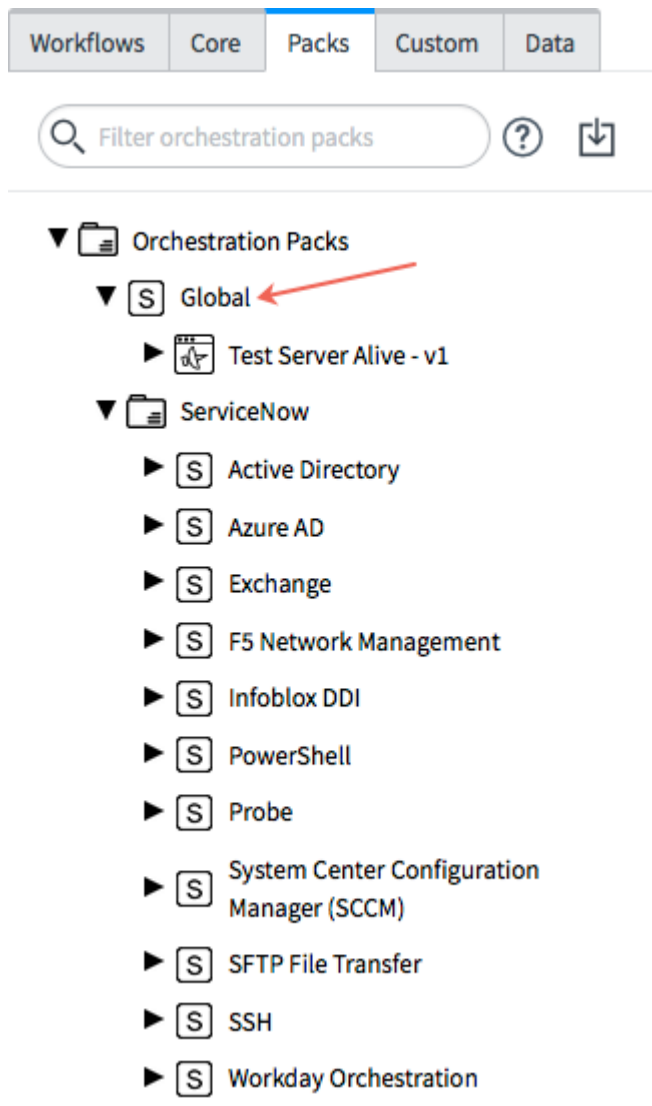 Workflows Core Packs Custom Data
Filter orchestration packs ?
Orchestration Packs
S Global
Test Server Alive - v1
ServiceNow
S Active Directory
S Azure AD
S Exchange
S F5 Network Management
S Infoblox DDI
S PowerShell
S Probe
S System Center Configuration
Manager (SCCM)
S SFTP File Transfer
S SSH
S Workday Orchestration